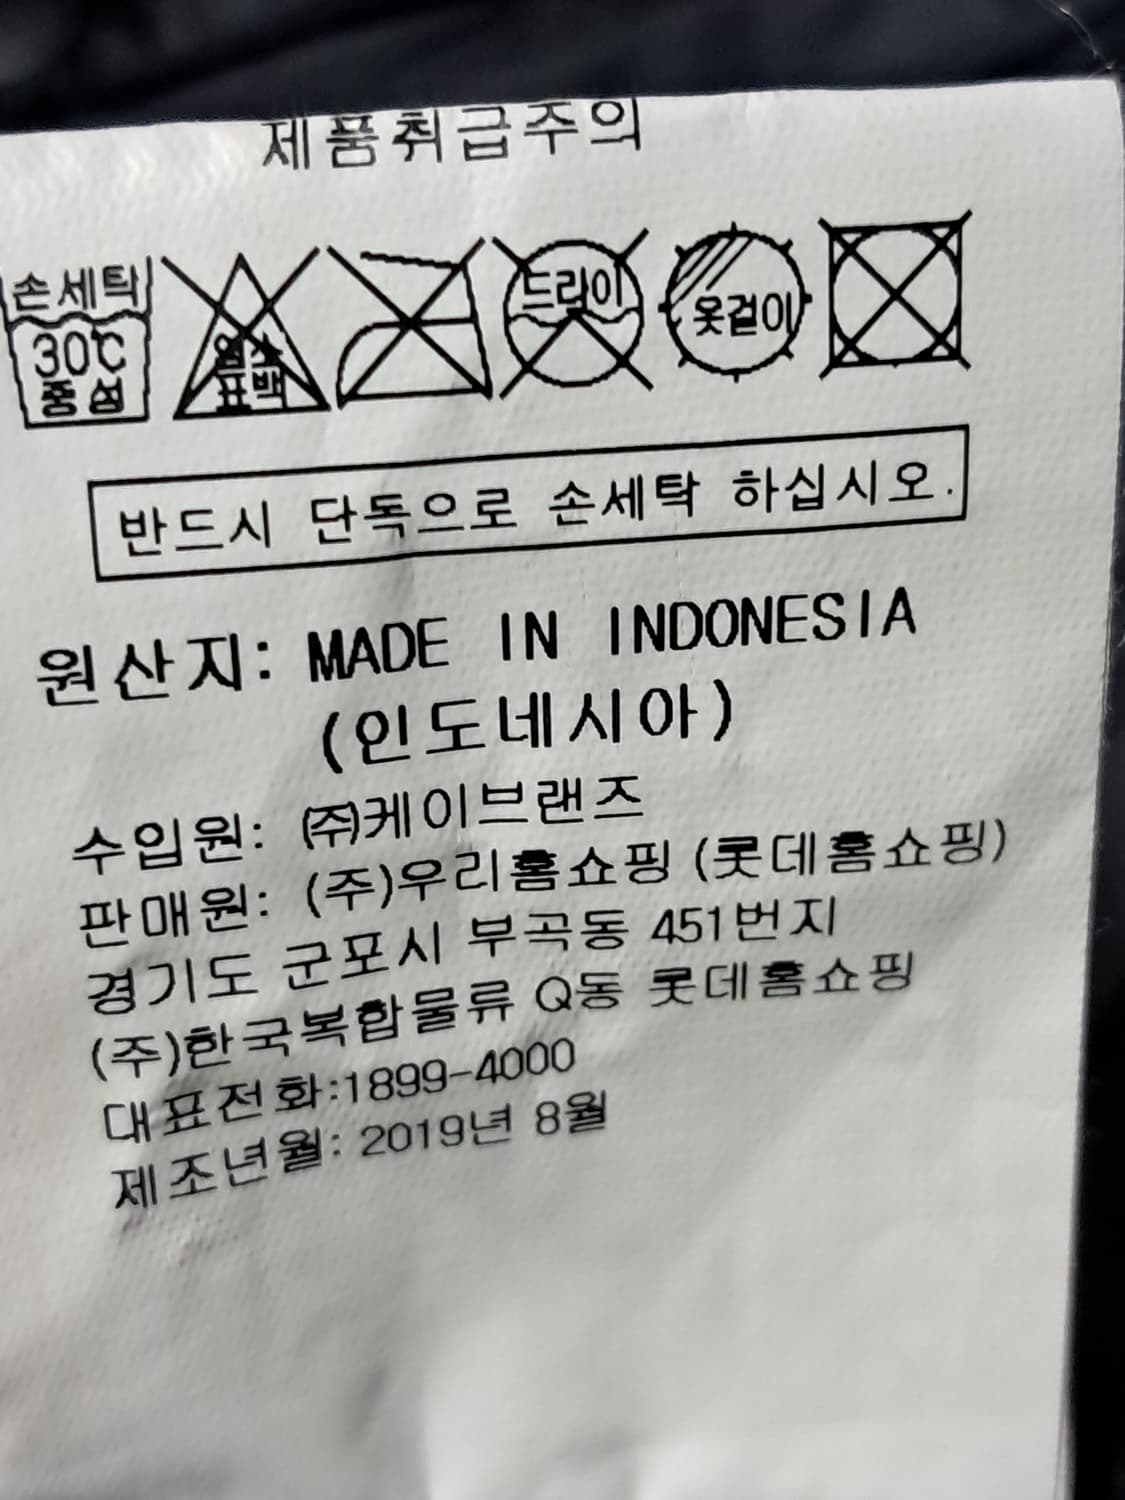 제품취급주의
손세탁 30℃ 중성
염소 표백
드라이
옷걸이
반드시 단독으로 손세탁 하십시오.
원산지: MADE IN INDONESIA
(인도네시아)
수입원: ㈜케이브랜즈
판매원: (주)우리홈쇼핑 (롯데홈쇼핑)
경기도 군포시 부곡동 451번지
(주)한국복합물류 Q동 롯데홈쇼핑
대표전화:1899-4000
제조년월: 2019년 8월